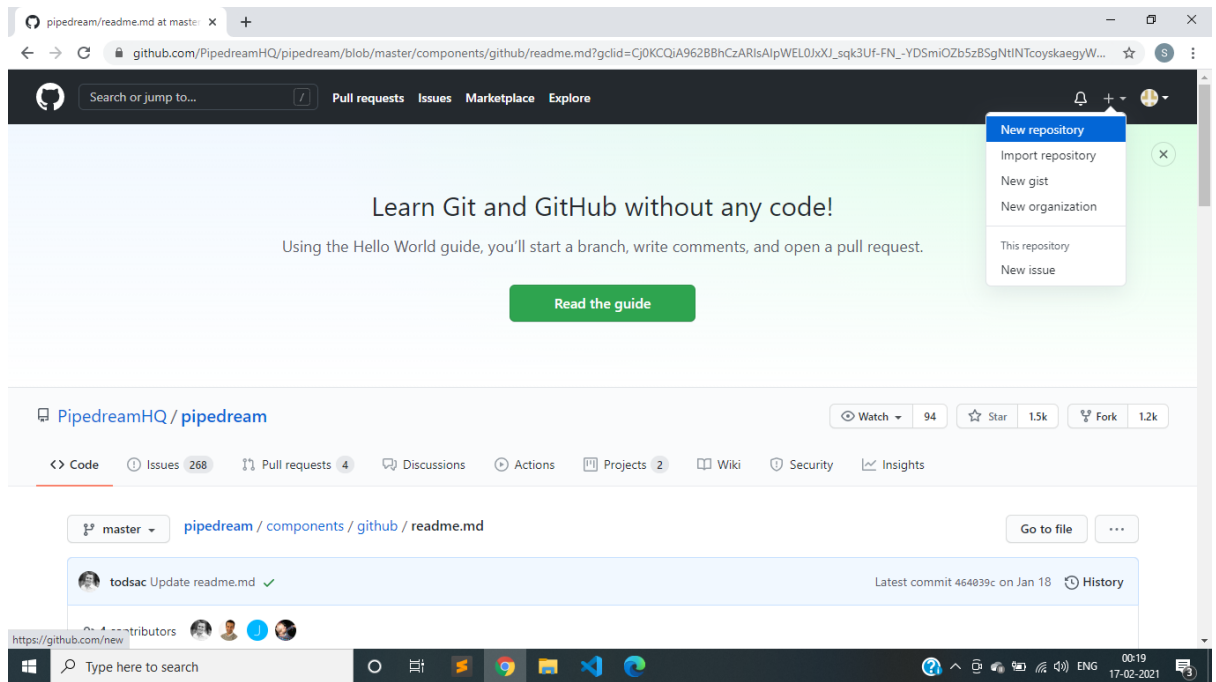 pipedream/readme.md at master
github.com/PipedreamHQ/pipedream/blob/master/components/github/readme.md?gclid=Cj0KCQiA962BBhCzARIsAIpWEL0JxXJ_sqk3Uf-FN_-YDSmiOZb5zBSgNtINTcoyskaegyW...
S
Search or jump to...
/
Pull requests Issues Marketplace Explore
New repository
Import repository
New gist
New organization
This repository
New issue
Learn Git and GitHub without any code!
Using the Hello World guide, you'll start a branch, write comments, and open a pull request.
Read the guide
PipedreamHQ / pipedream
Watch 94 Star 1.5k Fork 1.2k
<> Code Issues 268 Pull requests 4 Discussions Actions Projects 2 Wiki Security Insights
master pipedream / components / github / readme.md Go to file ...
todsac Update readme.md Latest commit 464039c on Jan 18 History
contributors J
https://github.com/new
Type here to search
ENG 00:19
17-02-2021
3